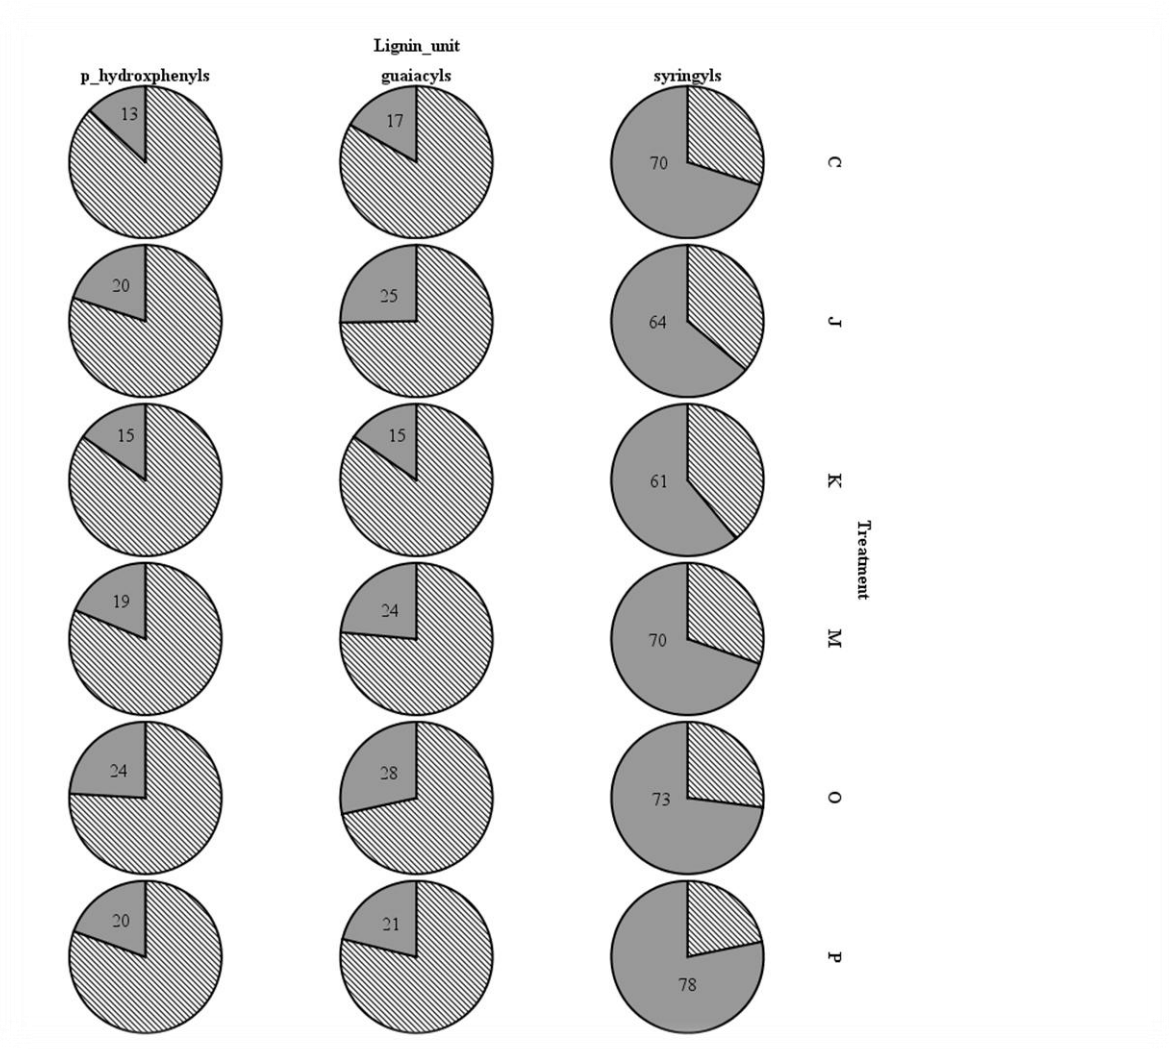 Lignin_unit
p_hydroxphenyls guaiacyls syringyls
13 17 70 C
20 25 64 J
15 15 61 K
Treatment
19 24 70 M
24 28 73 O
20 21 78 P